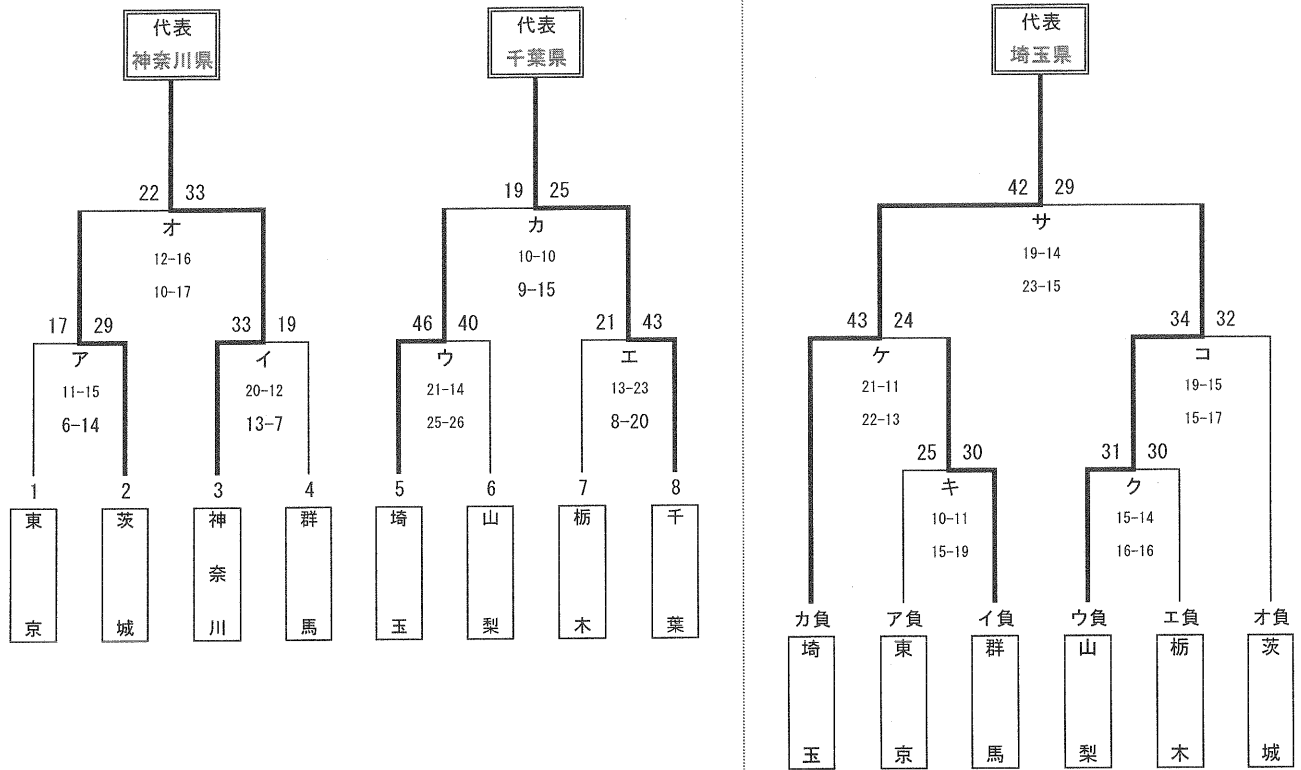 代表
神奈川県
代表
千葉県
代表
埼玉県
22 33
オ
12-16
10-17
19 25
カ
10-10
9-15
42 29
サ
19-14
23-15
17 29
ア
11-15
6-14
33 19
イ
20-12
13-7
46 40
ウ
21-14
25-26
21 43
エ
13-23
8-20
43 24
ケ
21-11
22-13
34 32
コ
19-15
15-17
25 30
キ
10-11
15-19
31 30
ク
15-14
16-16
1 2 3 4 5 6 7 8
東京
茨城
神奈川
群馬
埼玉
山梨
栃木
千葉
カ負 ア負 イ負 ウ負 エ負 オ負
埼玉
東京
群馬
山梨
栃木
茨城